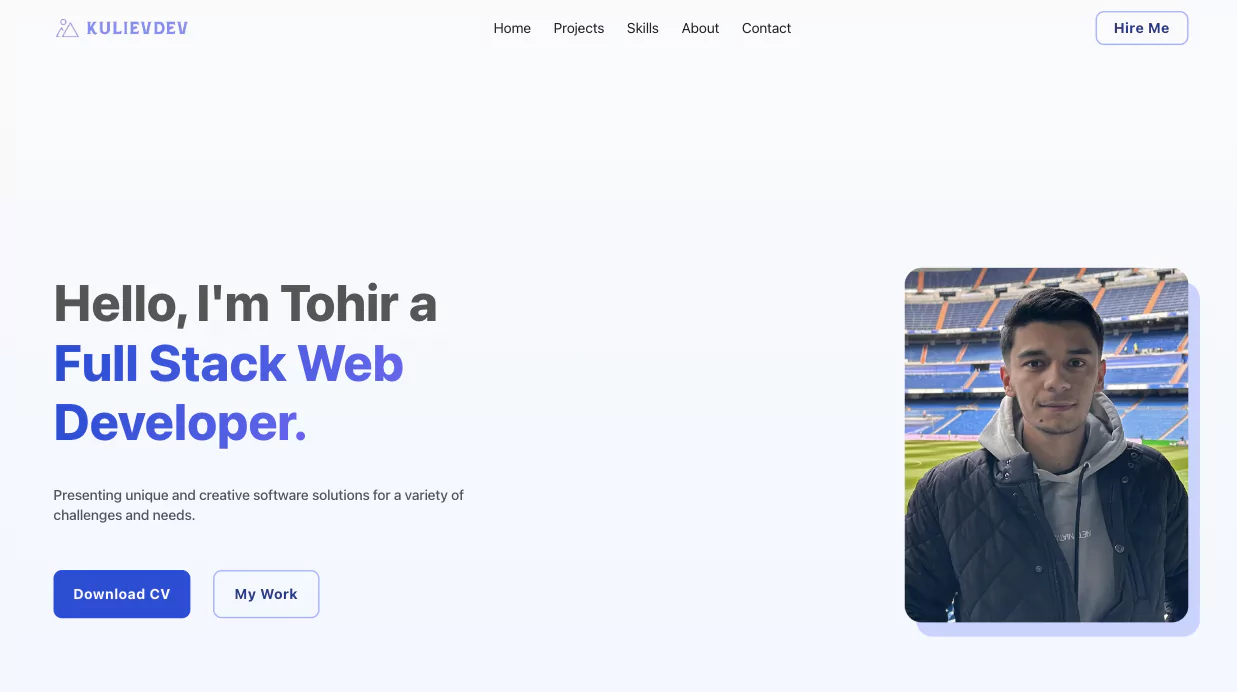 KULIEVDEV
Home Projects Skills About Contact
Hire Me
Hello, I'm Tohir a
Full Stack Web
Developer.
Presenting unique and creative software solutions for a variety of
challenges and needs.
Download CV
My Work